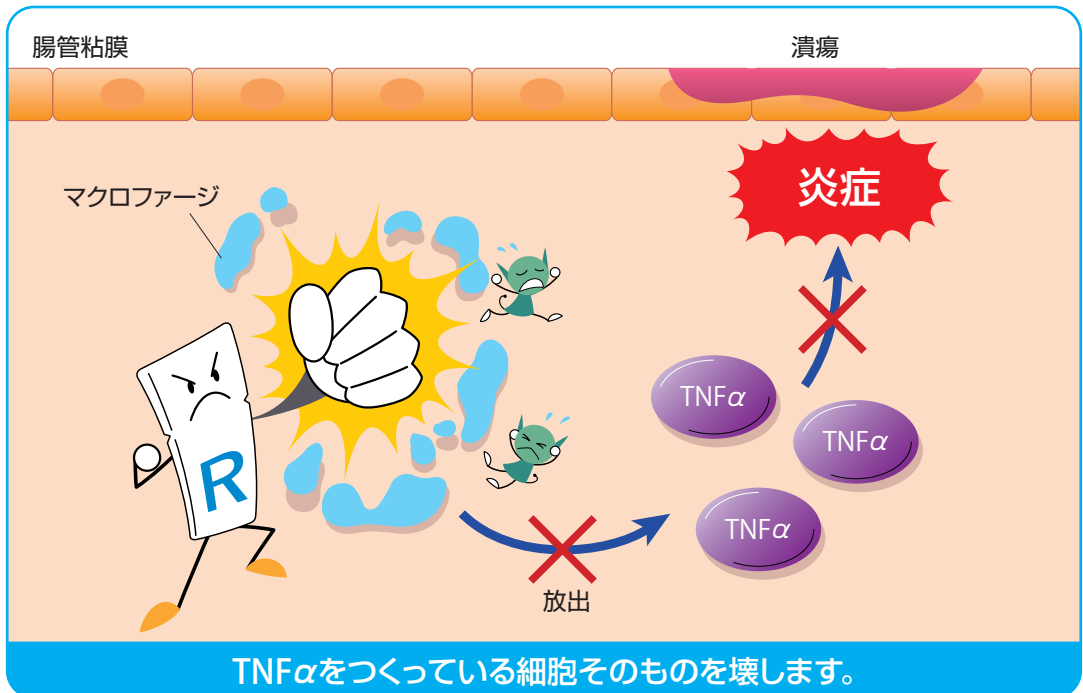 腸管粘膜
潰瘍
マクロファージ
炎症
R
TNFα
TNFα
TNFα
放出
TNFαをつくっている細胞そのものを壊します。